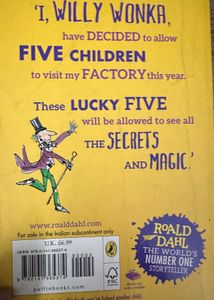 'I, WILLY WONKA,
have DECIDED to allow
FIVE CHILDREN
to visit my FACTORY this year.
These LUCKY FIVE
will be allowed to see all
THE SECRETS
AND MAGIC.'
www.roalddahl.com
For sale in the Indian subcontinent only
U.K. £6.99
90000
puffinbooks.com
FSC
ROALD
DAHL
THE WORLD'S
NUMBER ONE
STORYTELLER